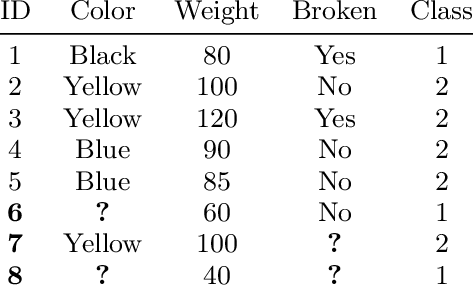 ID Color Weight Broken Class
1 Black 80 Yes 1
2 Yellow 100 No 2
3 Yellow 120 Yes 2
4 Blue 90 No 2
5 Blue 85 No 2
6 ? 60 No 1
7 Yellow 100 ? 2
8 ? 40 ? 1